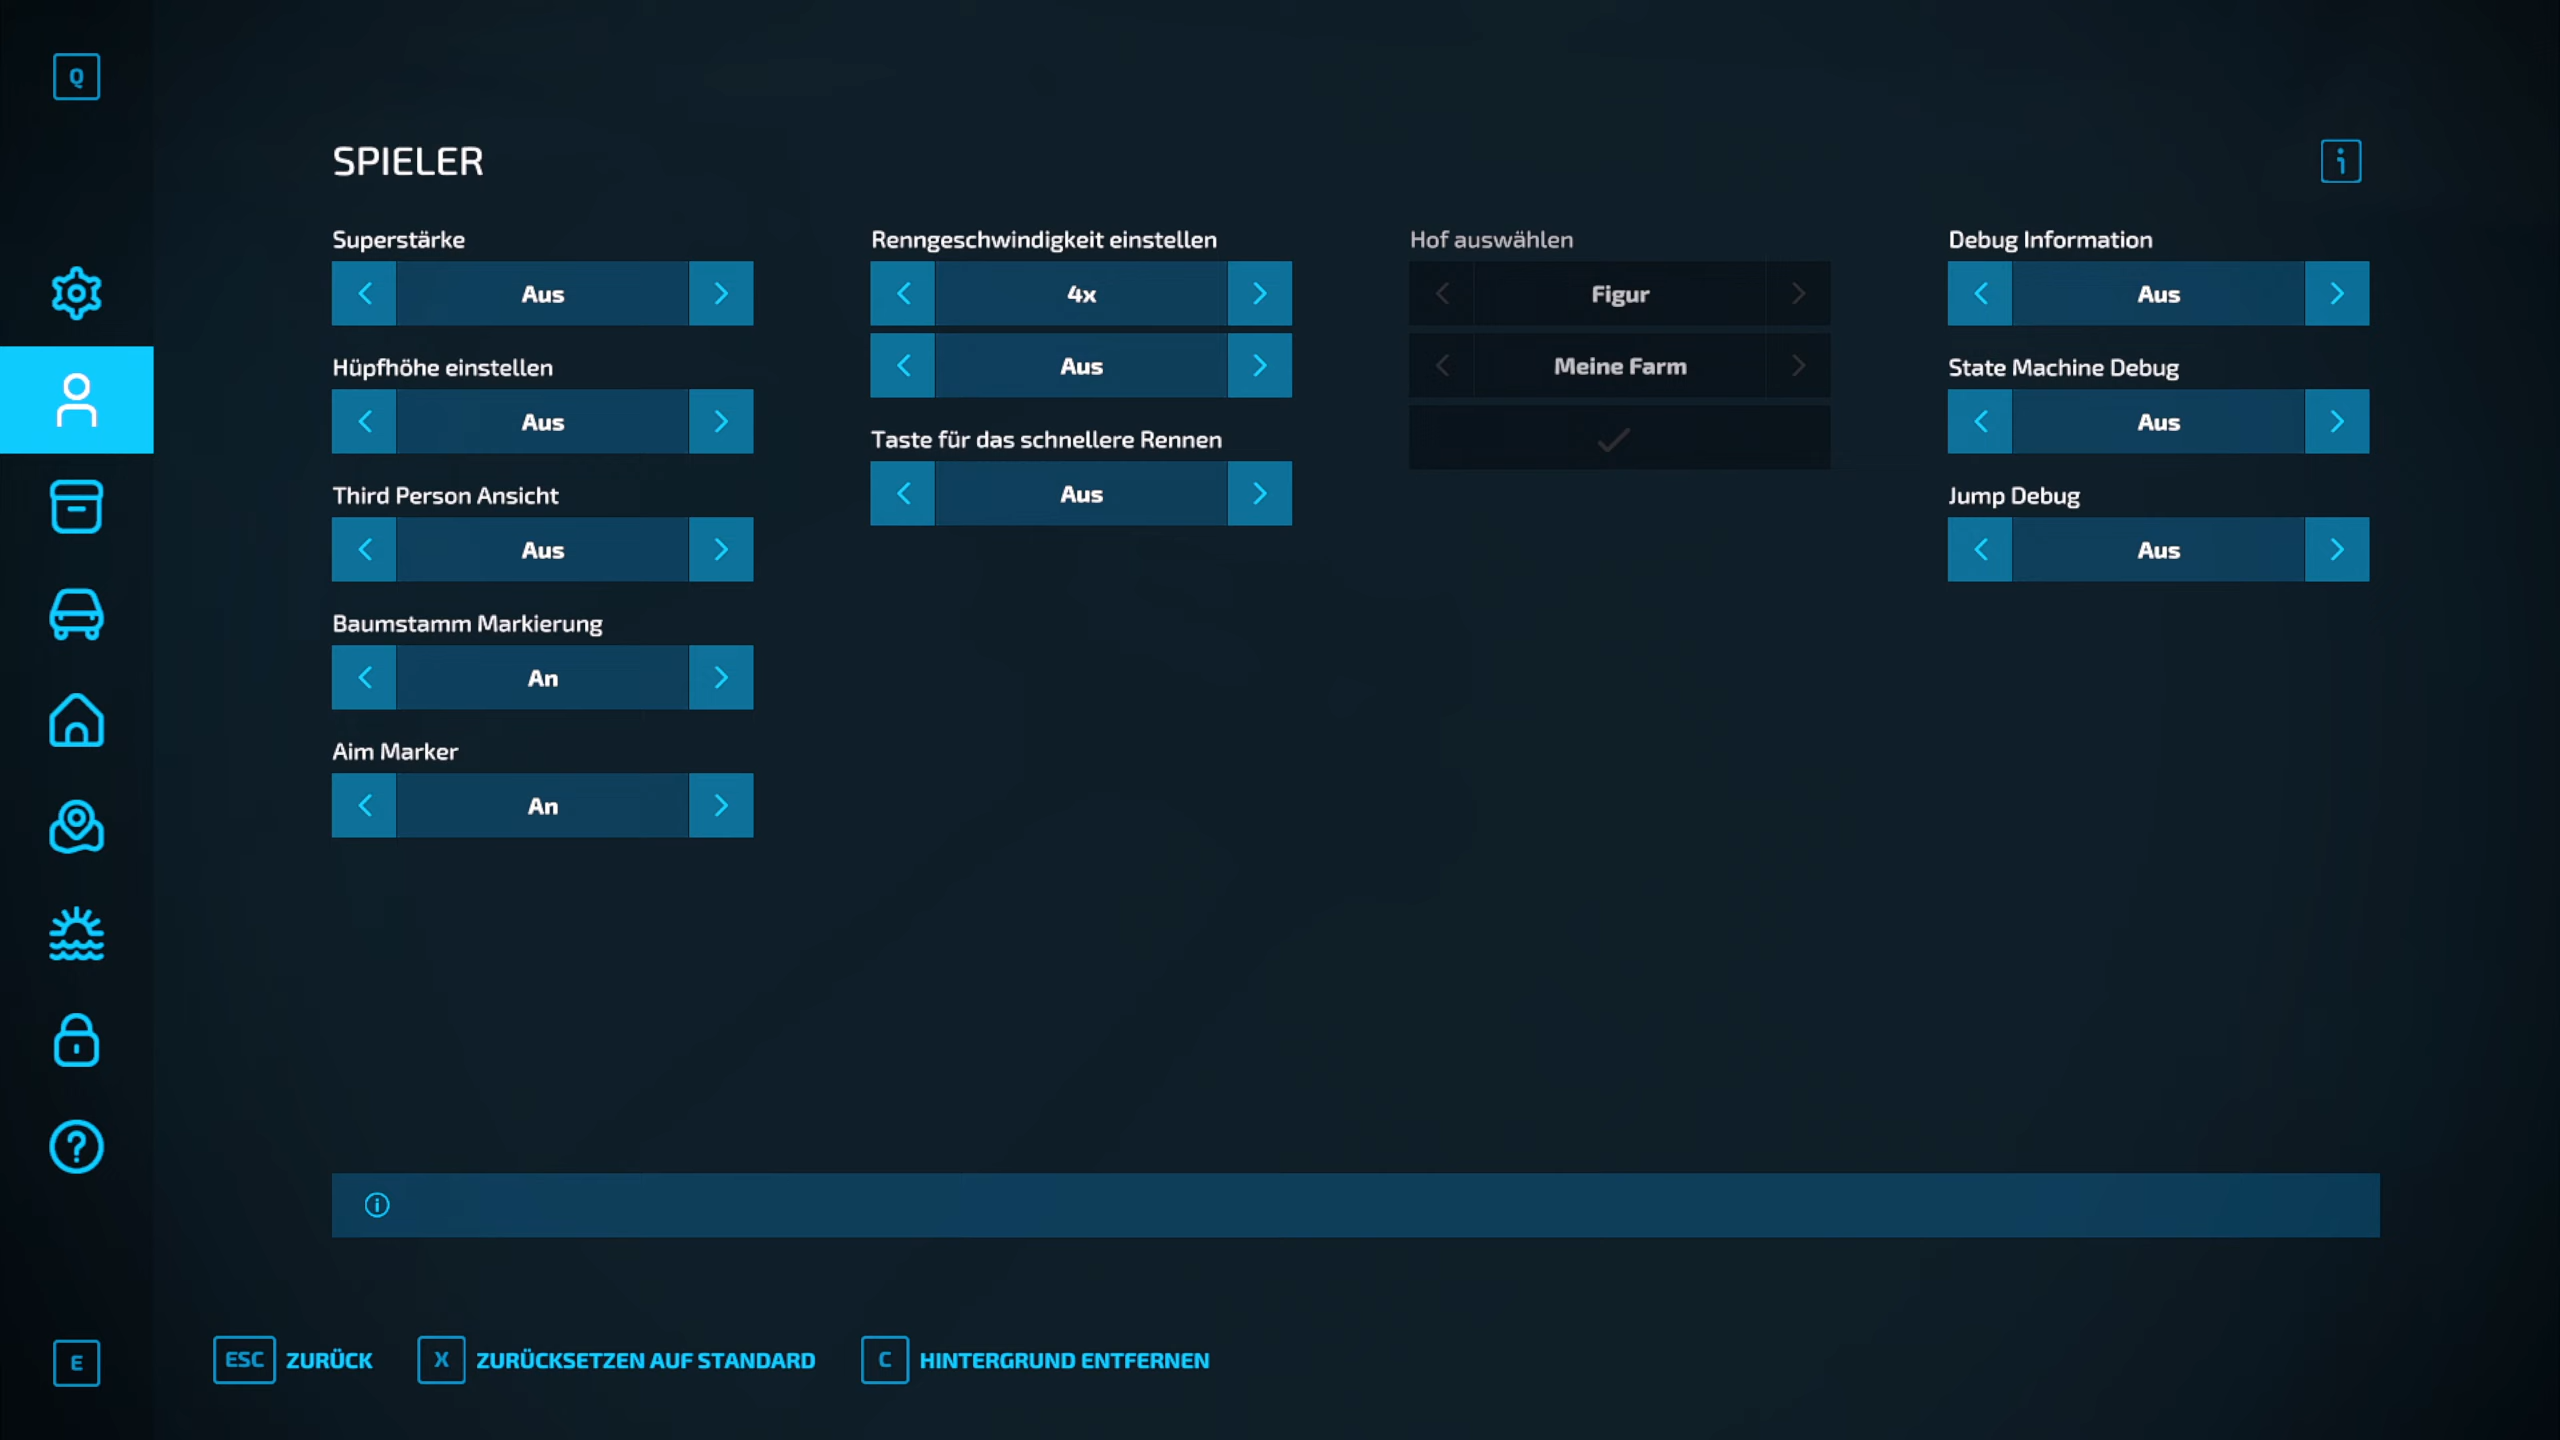 Q
SPIELER
Superstärke
Aus
Hüpfhöhe einstellen
Aus
Third Person Ansicht
Aus
Baumstamm Markierung
An
Aim Marker
An
Renngeschwindigkeit einstellen
4x
Aus
Taste für das schnellere Rennen
Aus
Hof auswählen
Figur
Meine Farm
Debug Information
Aus
State Machine Debug
Aus
Jump Debug
Aus
E
ESC ZURÜCK X ZURÜCKSETZEN AUF STANDARD C HINTERGRUND ENTFERNEN